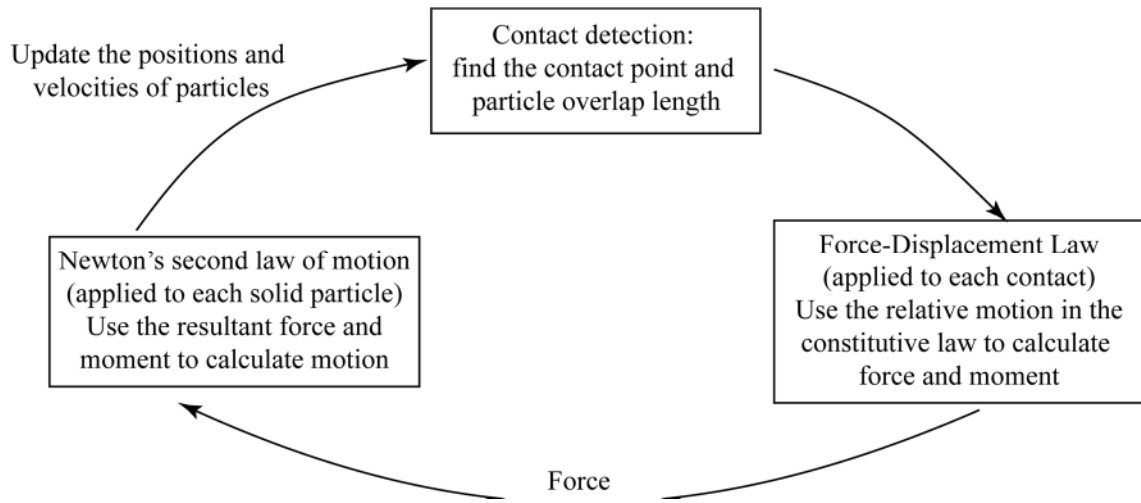 Update the positions and
velocities of particles
Contact detection:
find the contact point and
particle overlap length
Newton's second law of motion
(applied to each solid particle)
Use the resultant force and
moment to calculate motion
Force-Displacement Law
(applied to each contact)
Use the relative motion in the
constitutive law to calculate
force and moment
Force